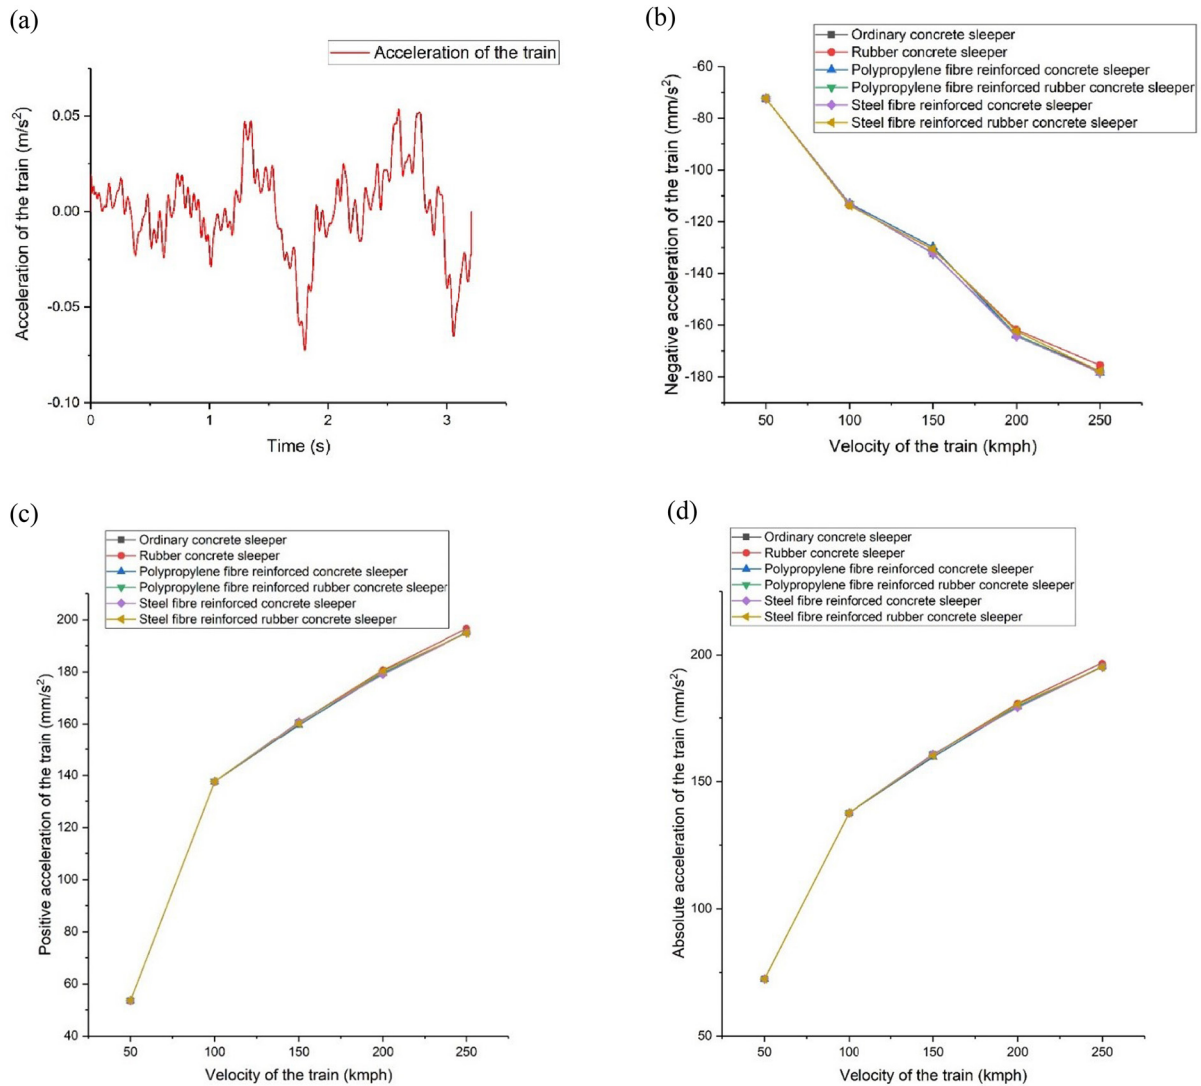 (a)
Acceleration of the train
Acceleration of the train (m/s²)
0.05
0.00
-0.05
-0.10
0
1
2
3
Time (s)
(b)
Ordinary concrete sleeper
Rubber concrete sleeper
Polypropylene fibre reinforced concrete sleeper
Polypropylene fibre reinforced rubber concrete sleeper
Steel fibre reinforced concrete sleeper
Steel fibre reinforced rubber concrete sleeper
Negative acceleration of the train (mm/s²)
-60
-80
-100
-120
-140
-160
-180
50
100
150
200
250
Velocity of the train (kmph)
(c)
Ordinary concrete sleeper
Rubber concrete sleeper
Polypropylene fibre reinforced concrete sleeper
Polypropylene fibre reinforced rubber concrete sleeper
Steel fibre reinforced concrete sleeper
Steel fibre reinforced rubber concrete sleeper
Positive acceleration of the train (mm/s²)
200
180
160
140
120
100
80
60
40
50
100
150
200
250
Velocity of the train (kmph)
(d)
Ordinary concrete sleeper
Rubber concrete sleeper
Polypropylene fibre reinforced concrete sleeper
Polypropylene fibre reinforced rubber concrete sleeper
Steel fibre reinforced concrete sleeper
Steel fibre reinforced rubber concrete sleeper
Absolute acceleration of the train (mm/s²)
200
150
100
50
50
100
150
200
250
Velocity of the train (kmph)